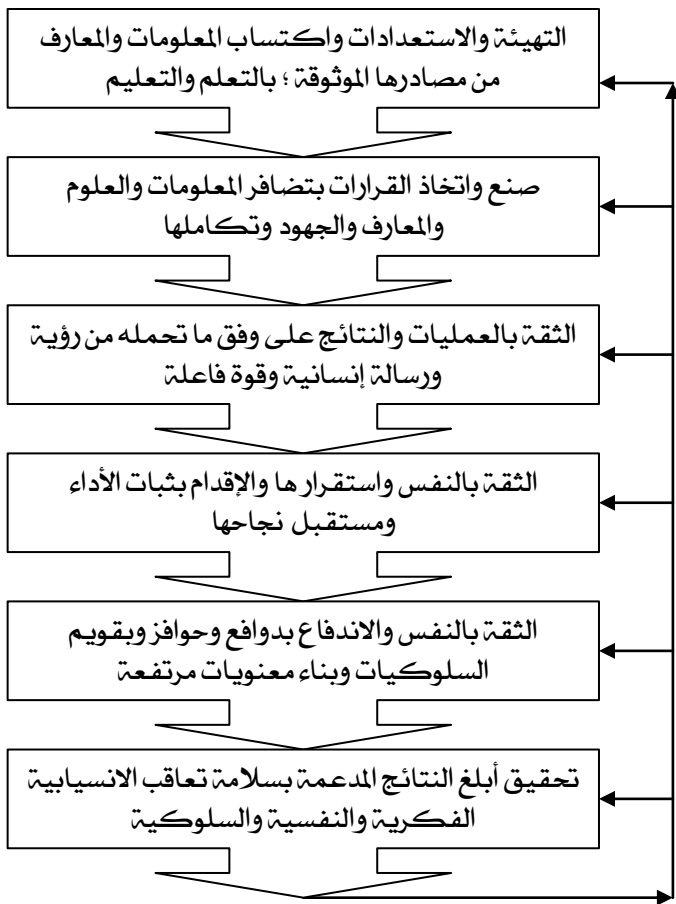 التهيئة والاستعدادات واكتساب المعلومات والمعارف
من مصادرها الموثوقة ؛ بالتعلم والتعليم
صنع واتخاذ القرارات بتضافر المعلومات والعلوم
والمعارف والجهود وتكاملها
الثقة بالعمليات والنتائج على وفق ما تحمله من رؤية
ورسالة إنسانية وقوة فاعلة
الثقة بالنفس واستقرار ها والإقدام بثبات الأداء
ومستقبل نجاحها
الثقة بالنفس والاندفاع بدوافع وحوافز وبقويم
السلوكيات وبناء معنويات مرتفعة
تحقيق أبلغ النتائج المدعمة بسلامة تعاقب الانسيابية
الفكرية والنفسية والسلوكية